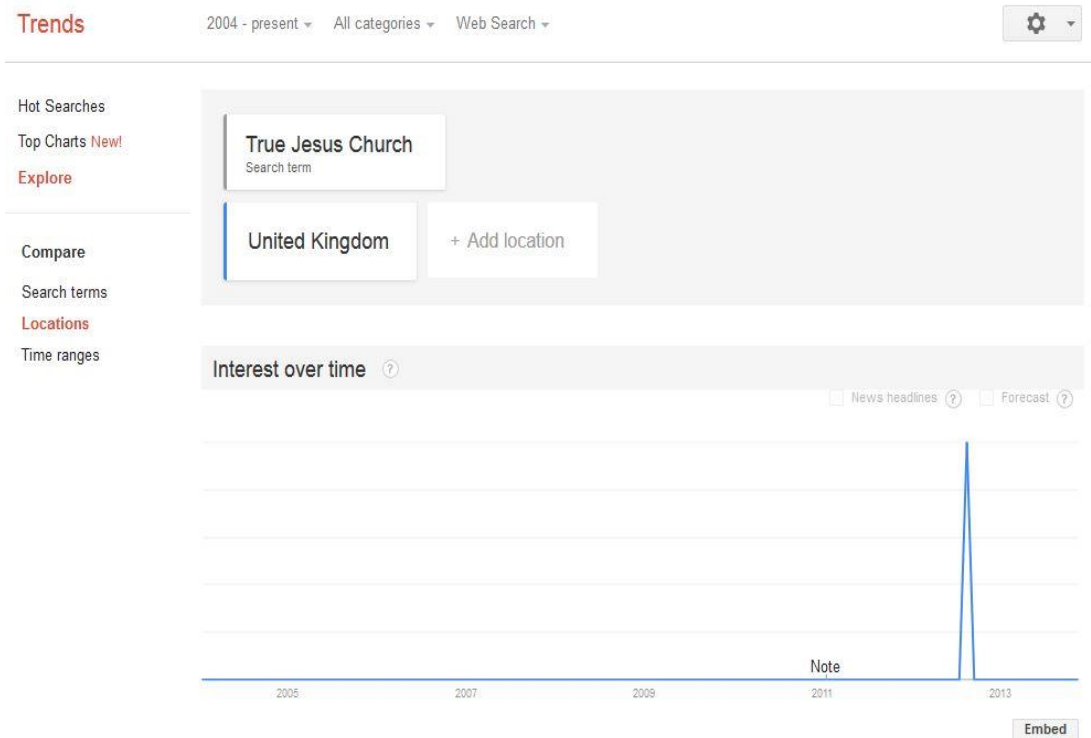 Trends
2004 - present All categories Web Search
Hot Searches
Top Charts New!
Explore
Compare
Search terms
Locations
Time ranges
True Jesus Church
Search term
United Kingdom + Add location
Interest over time ?
News headlines ? Forecast ?
Note
2005 2007 2009 2011 2013
Embed